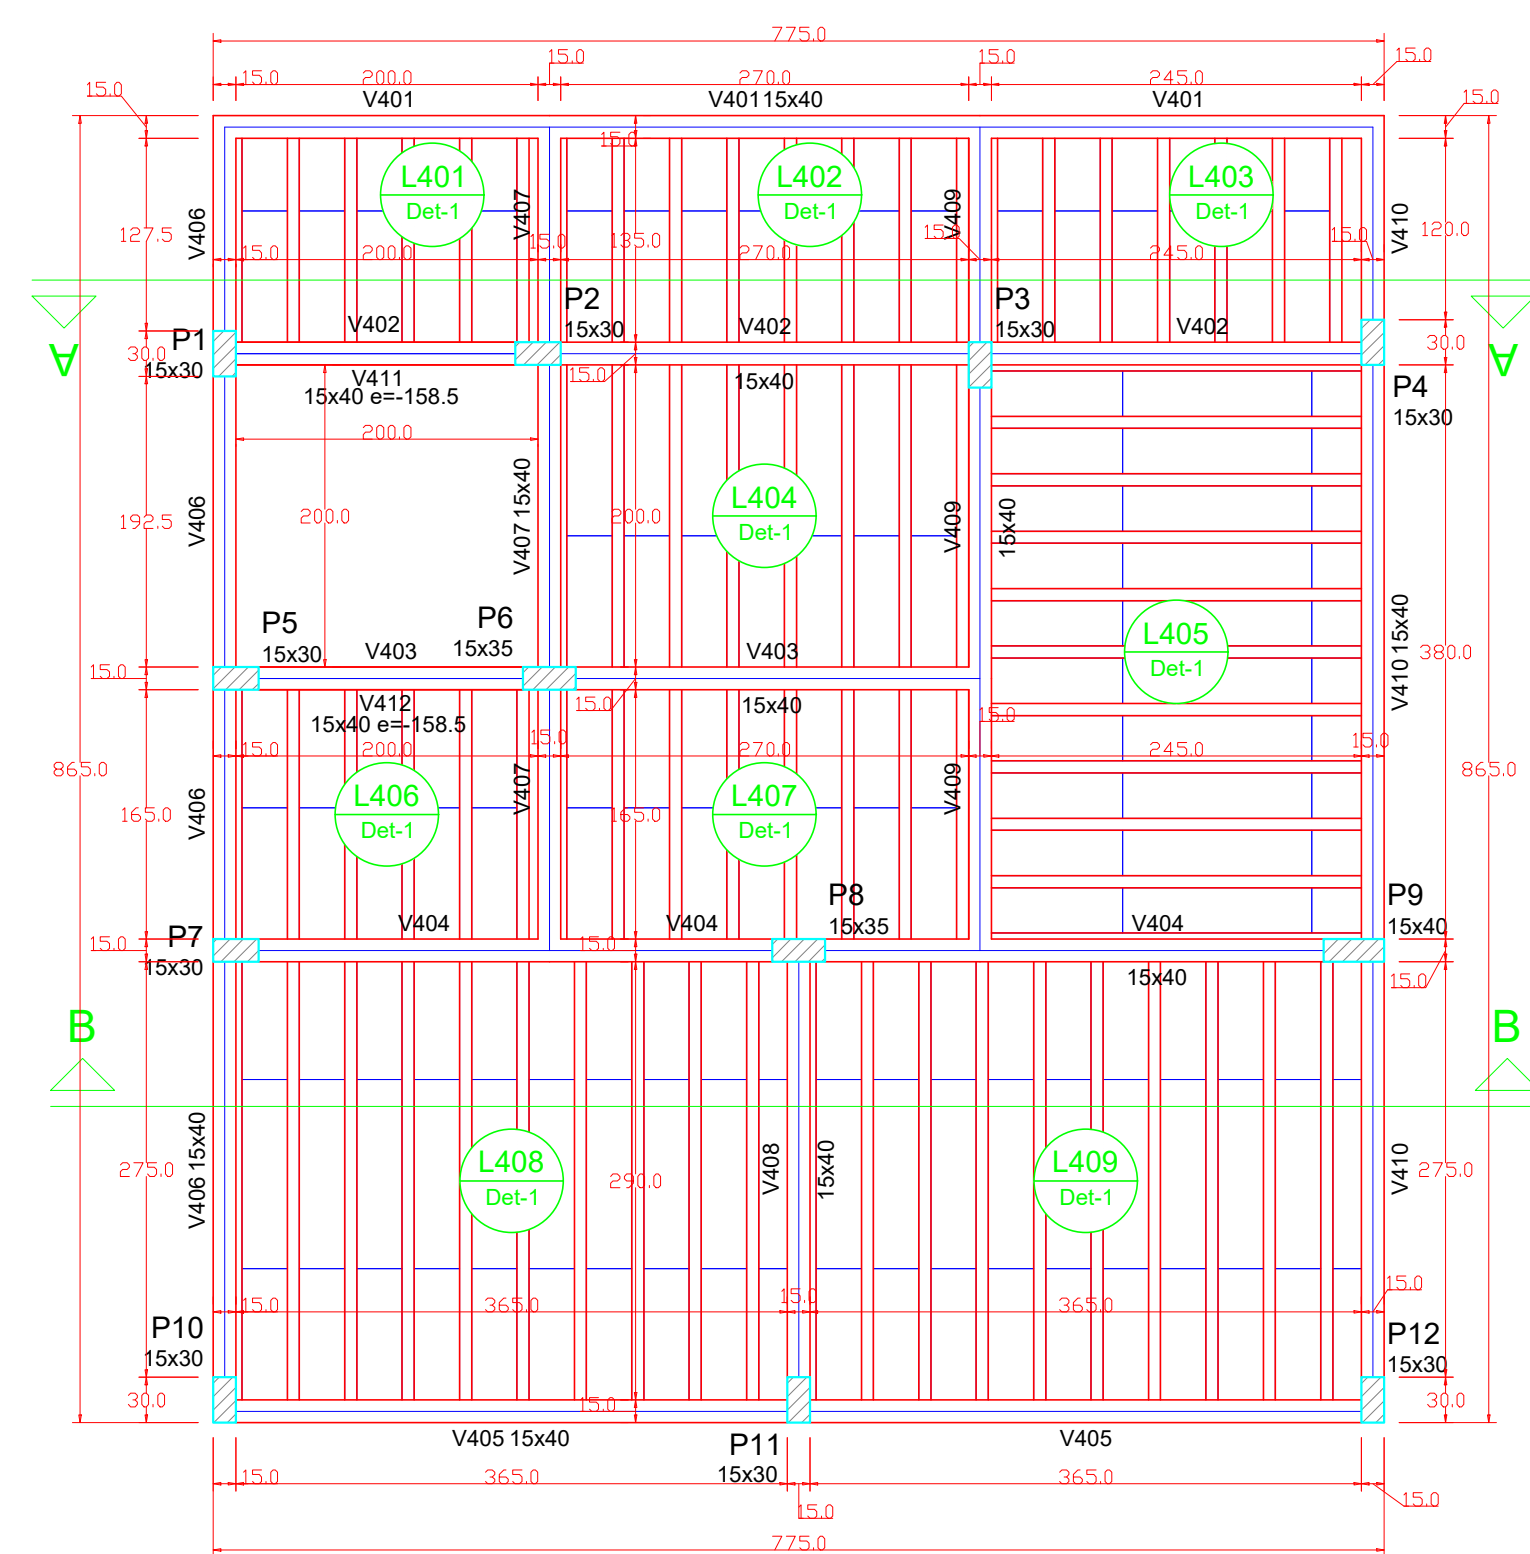 775.0
15.0
15.0
15.0
15.0
200.0
270.0
245.0
15.0
15.0
V401
V401 15x40
V401
15.0
L401
Det-1
L402
Det-1
L403
Det-1
V406
V407
V409
V410
127.5
15.0
200.0
15.0
135.0
270.0
15.0
245.0
15.0
120.0
P2
15x30
P3
15x30
V402
V402
V402
P1
30.0
15x30
A
30.0
A
V411
15x40 e=-158.5
15.0
15x40
P4
15x30
200.0
L404
Det-1
V406
V407 15x40
V409
15x40
192.5
200.0
200.0
P5
15x30
P6
15x35
V403
V403
L405
Det-1
V410 15x40
380.0
15.0
V412
15x40 e=-158.5
15.0
15x40
15.0
15.0
200.0
15.0
270.0
245.0
15.0
865.0
865.0
L406
Det-1
L407
Det-1
V406
V407
V409
165.0
165.0
P8
15x35
P9
15x40
V404
V404
V404
P7
15.0
15x30
15.0
15x40
15.0
B
B
L408
Det-1
L409
Det-1
V406 15x40
V408
15x40
V410
275.0
290.0
275.0
15.0
15.0
365.0
15.0
365.0
P10
15x30
P12
15x30
30.0
15.0
30.0
V405 15x40
P11
15x30
V405
15.0
365.0
365.0
15.0
15.0
775.0